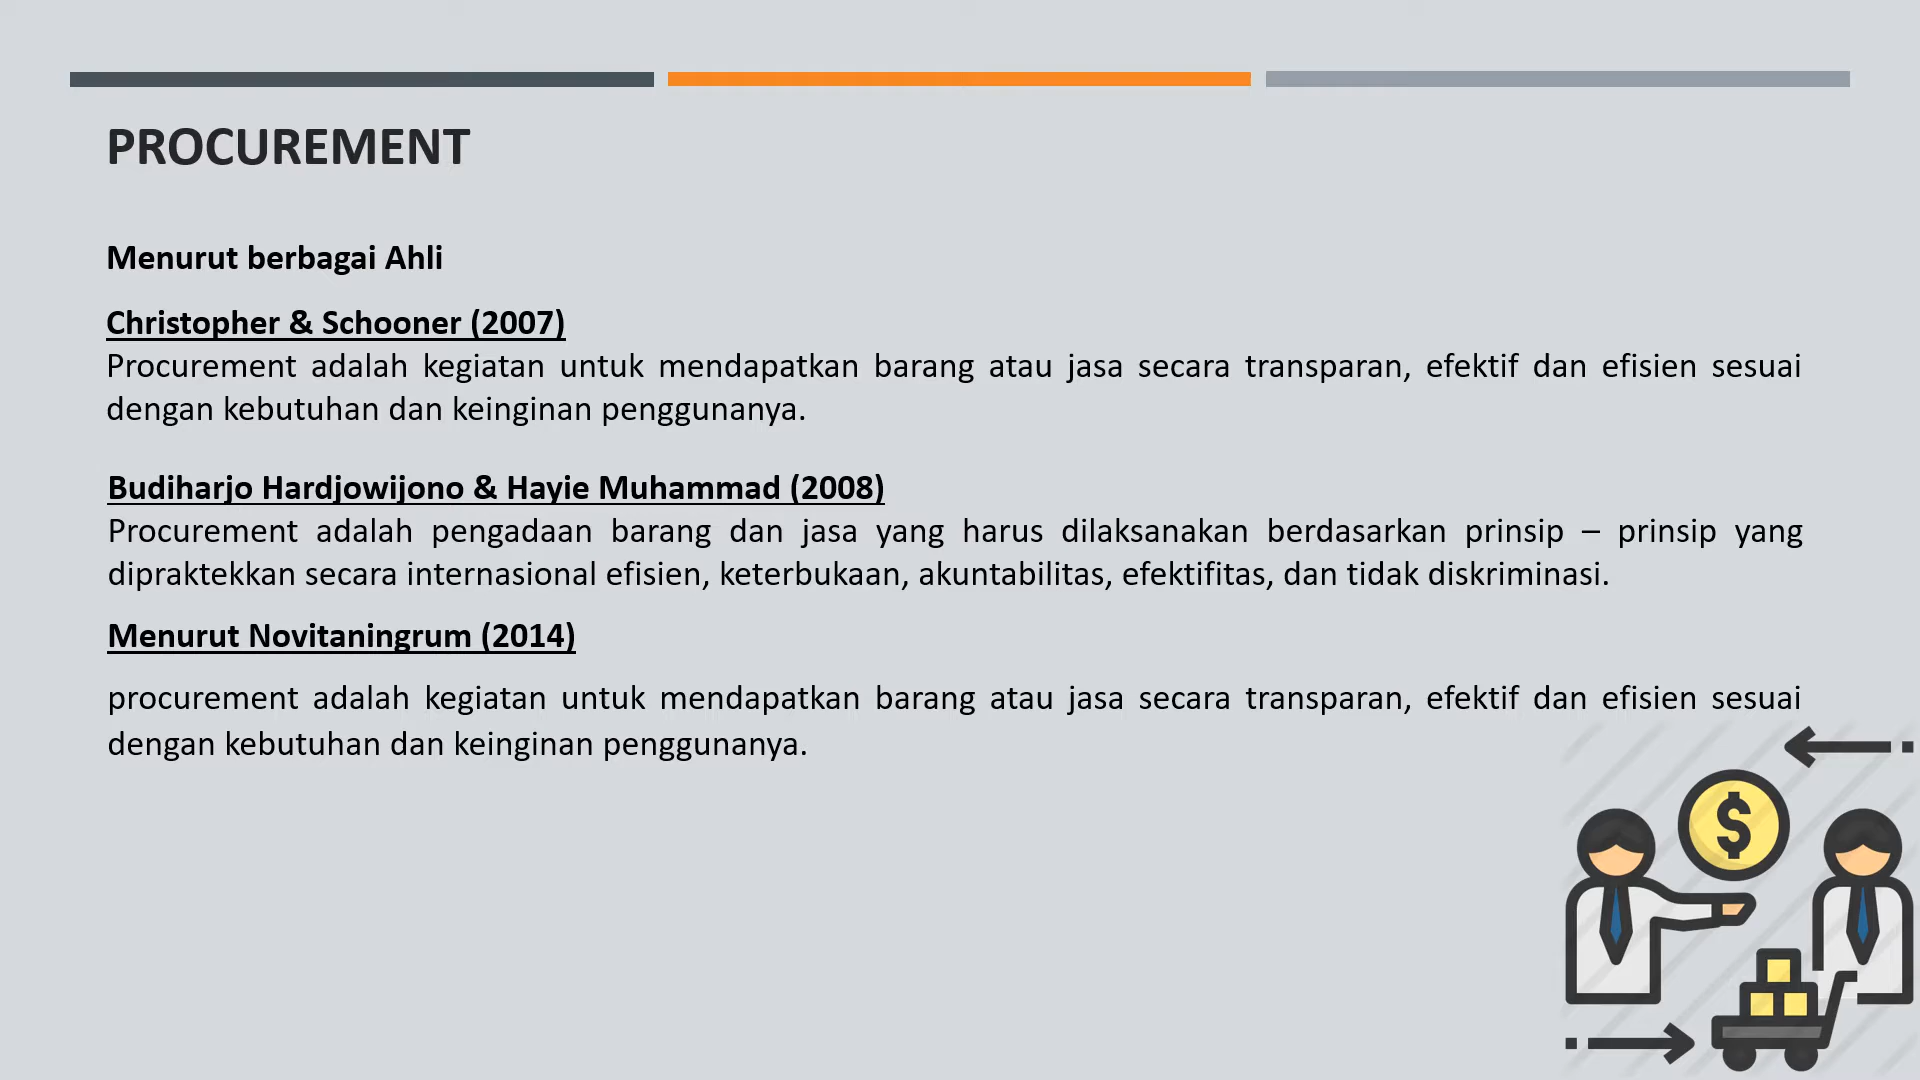 PROCUREMENT
Menurut berbagai Ahli
Christopher & Schooner (2007)
Procurement adalah kegiatan untuk mendapatkan barang atau jasa secara transparan, efektif dan efisien sesuai
dengan kebutuhan dan keinginan penggunanya.
Budiharjo Hardjowijono & Hayie Muhammad (2008)
Procurement adalah pengadaan barang dan jasa yang harus dilaksanakan berdasarkan prinsip – prinsip yang
dipraktekkan secara internasional efisien, keterbukaan, akuntabilitas, efektifitas, dan tidak diskriminasi.
Menurut Novitaningrum (2014)
procurement adalah kegiatan untuk mendapatkan barang atau jasa secara transparan, efektif dan efisien sesuai
dengan kebutuhan dan keinginan penggunanya.
$